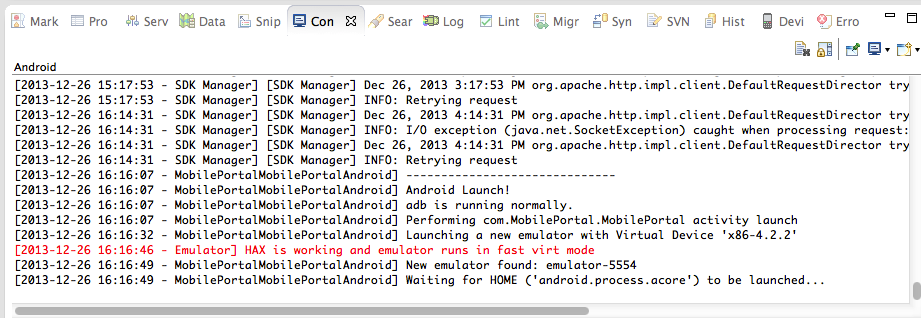 Mark Pro Serv Data Snip Con Sear Log Lint Migr Syn SVN Hist Devi Erro
Android
[2013-12-26 15:17:53 - SDK Manager] [SDK Manager] Dec 26, 2013 3:17:53 PM org.apache.http.impl.client.DefaultRequestDirector try
[2013-12-26 15:17:53 - SDK Manager] [SDK Manager] INFO: Retrying request
[2013-12-26 16:14:31 - SDK Manager] [SDK Manager] Dec 26, 2013 4:14:31 PM org.apache.http.impl.client.DefaultRequestDirector try
[2013-12-26 16:14:31 - SDK Manager] [SDK Manager] INFO: I/O exception (java.net.SocketException) caught when processing request:
[2013-12-26 16:14:31 - SDK Manager] [SDK Manager] Dec 26, 2013 4:14:31 PM org.apache.http.impl.client.DefaultRequestDirector try
[2013-12-26 16:14:31 - SDK Manager] [SDK Manager] INFO: Retrying request
[2013-12-26 16:16:07 - MobilePortalMobilePortalAndroid] ------------------------------
[2013-12-26 16:16:07 - MobilePortalMobilePortalAndroid] Android Launch!
[2013-12-26 16:16:07 - MobilePortalMobilePortalAndroid] adb is running normally.
[2013-12-26 16:16:07 - MobilePortalMobilePortalAndroid] Performing com.MobilePortal.MobilePortal activity launch
[2013-12-26 16:16:32 - MobilePortalMobilePortalAndroid] Launching a new emulator with Virtual Device 'x86-4.2.2'
[2013-12-26 16:16:46 - Emulator] HAX is working and emulator runs in fast virt mode
[2013-12-26 16:16:49 - MobilePortalMobilePortalAndroid] New emulator found: emulator-5554
[2013-12-26 16:16:49 - MobilePortalMobilePortalAndroid] Waiting for HOME ('android.process.acore') to be launched...